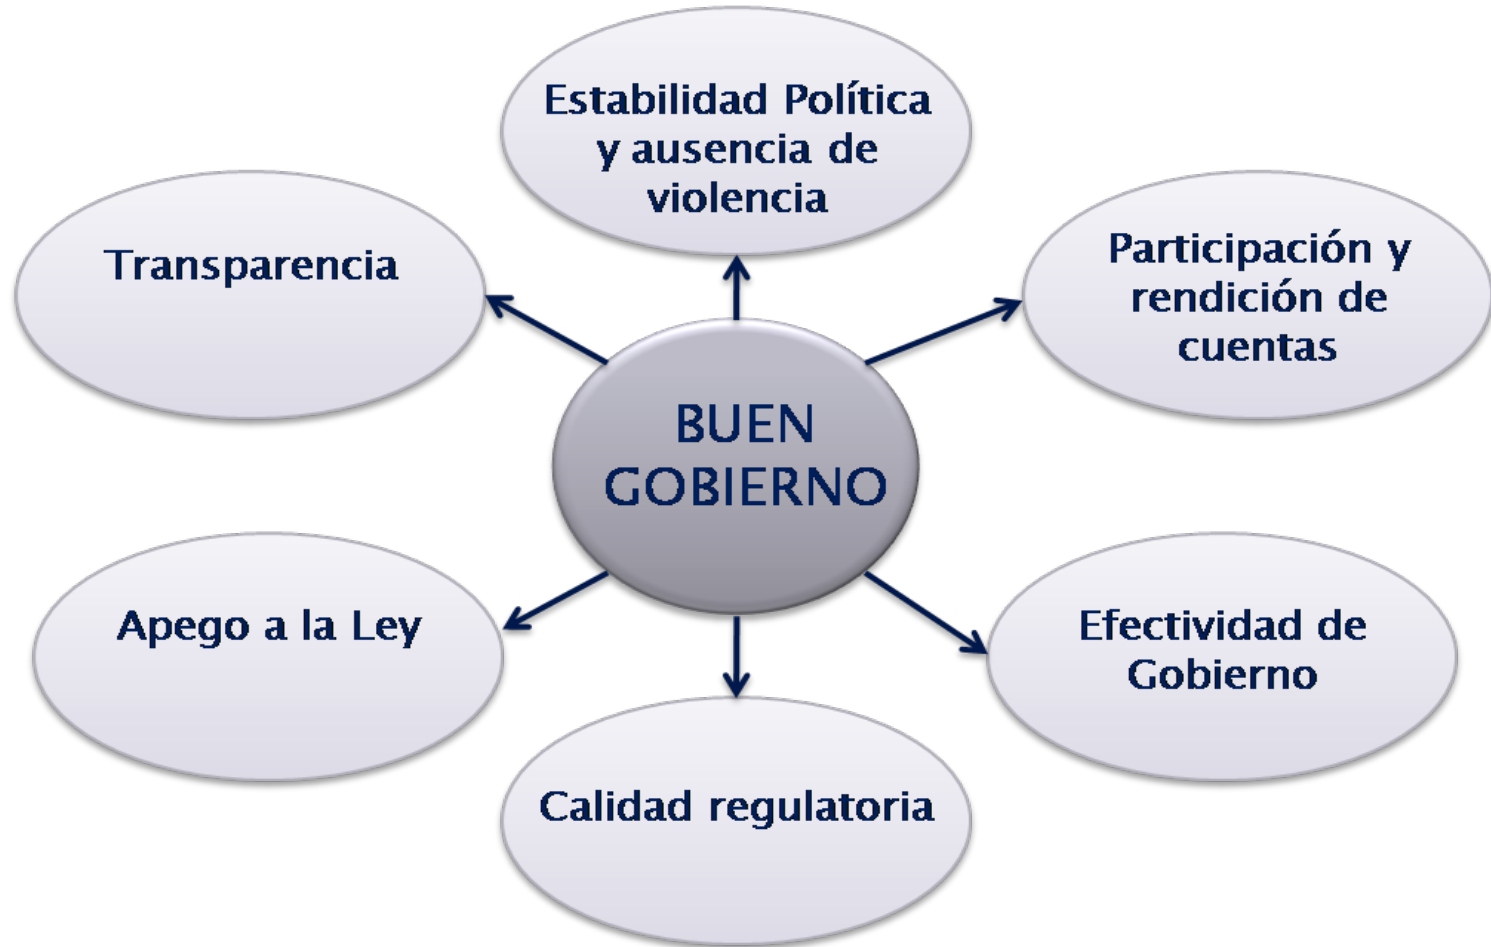 Estabilidad Política
y ausencia de
violencia
Transparencia
Participación y
rendición de
cuentas
BUEN
GOBIERNO
Apego a la Ley
Efectividad de
Gobierno
Calidad regulatoria